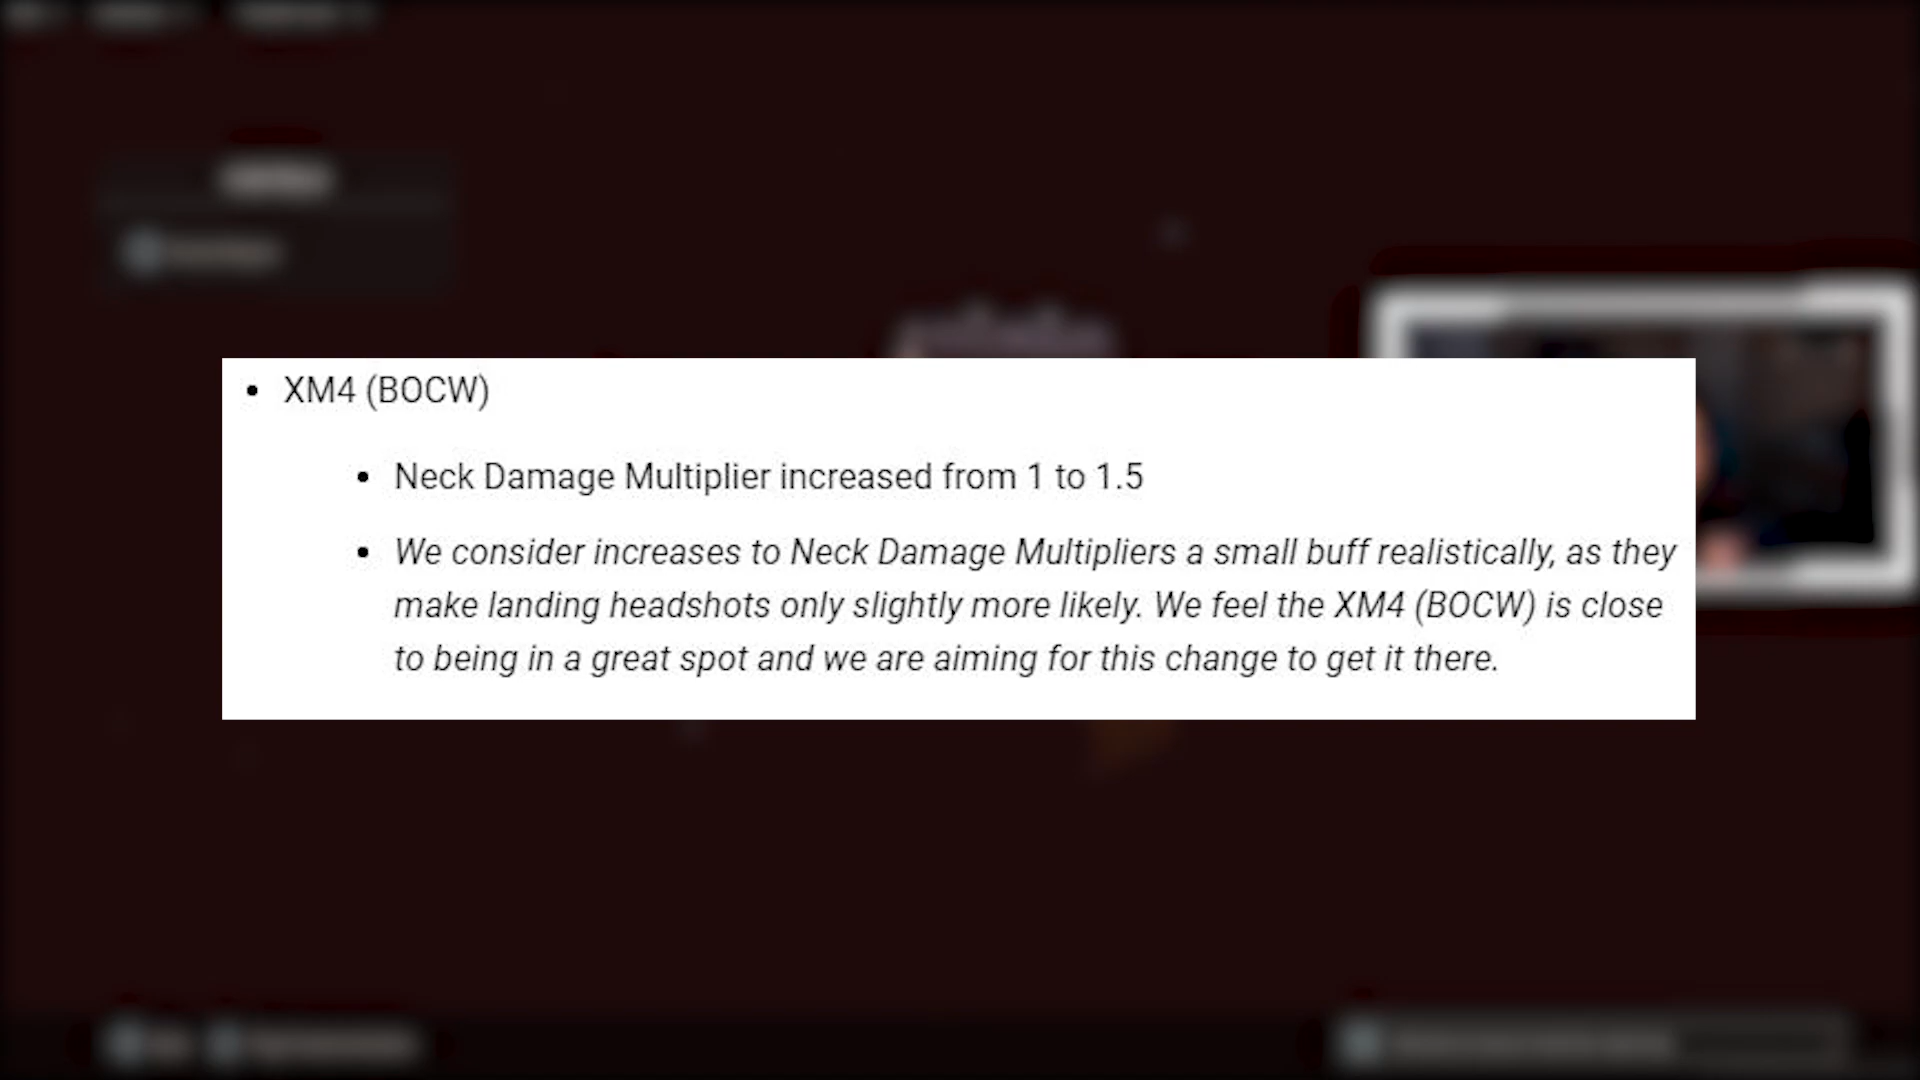 XM4 (BOCW)
Neck Damage Multiplier increased from 1 to 1.5
We consider increases to Neck Damage Multipliers a small buff realistically, as they
make landing headshots only slightly more likely. We feel the XM4 (BOCW) is close
to being in a great spot and we are aiming for this change to get it there.